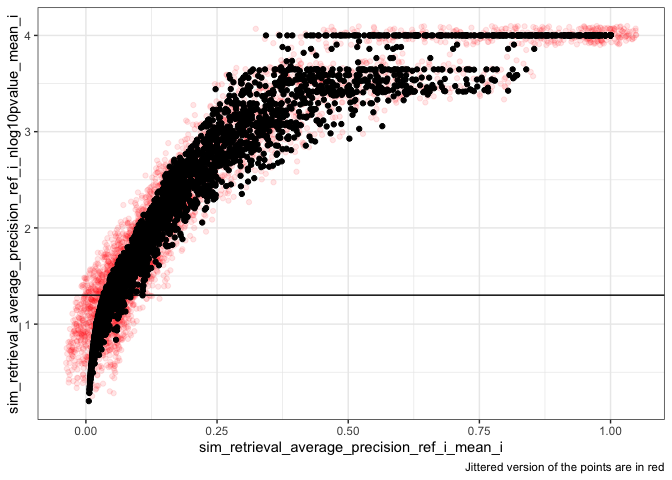 sim_retrieval_average_precision_ref_i_nlog10pvalue_mean_i
4
3
2
1
0.00 0.25 0.50 0.75 1.00
sim_retrieval_average_precision_ref_i_mean_i
Jittered version of the points are in red